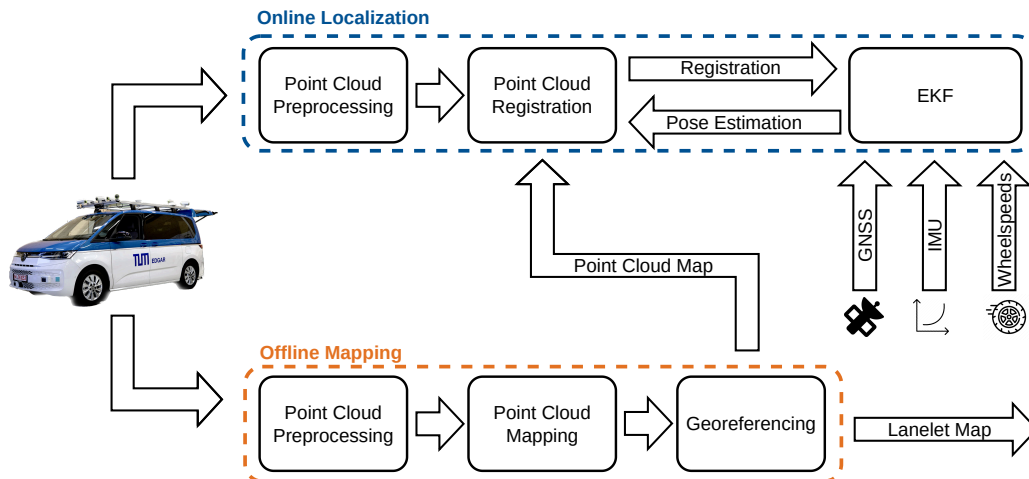 Online Localization
Point Cloud
Preprocessing
Point Cloud
Registration
Registration
Pose Estimation
EKF
GNSS
IMU
Wheelspeeds
TUM
EDGAR
Point Cloud Map
Offline Mapping
Point Cloud
Preprocessing
Point Cloud
Mapping
Georeferencing
Lanelet Map